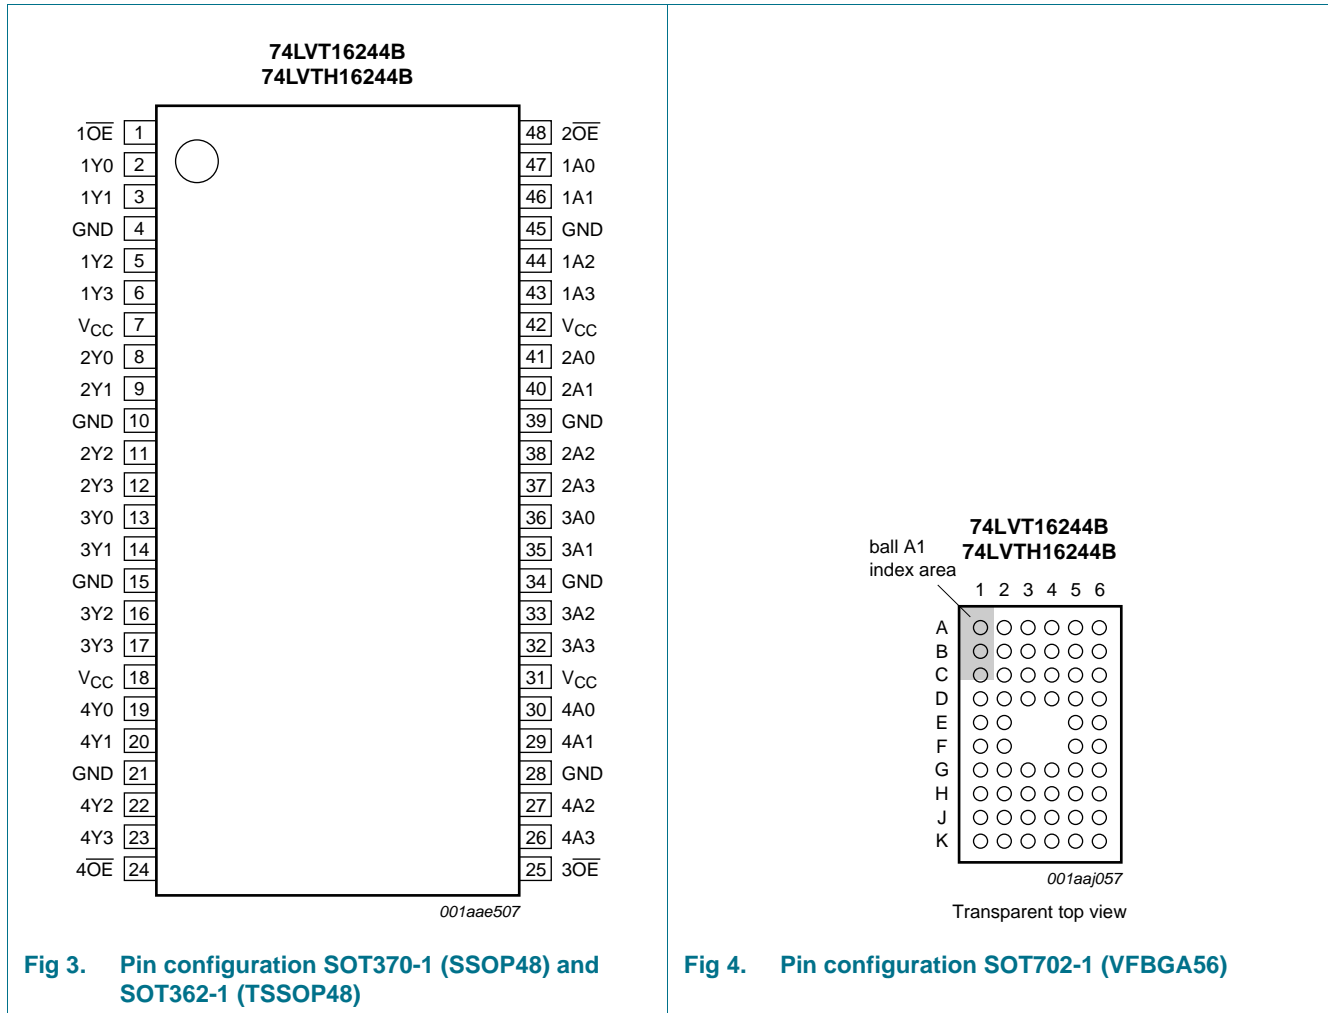 74LVT16244B
74LVTH16244B
1OE 1 48 2OE
1Y0 2 47 1A0
1Y1 3 46 1A1
GND 4 45 GND
1Y2 5 44 1A2
1Y3 6 43 1A3
VCC 7 42 VCC
2Y0 8 41 2A0
2Y1 9 40 2A1
GND 10 39 GND
2Y2 11 38 2A2
2Y3 12 37 2A3
3Y0 13 36 3A0
3Y1 14 35 3A1
GND 15 34 GND
3Y2 16 33 3A2
3Y3 17 32 3A3
VCC 18 31 VCC
4Y0 19 30 4A0
4Y1 20 29 4A1
GND 21 28 GND
4Y2 22 27 4A2
4Y3 23 26 4A3
4OE 24 25 3OE
001aae507
Fig 3. Pin configuration SOT370-1 (SSOP48) and
SOT362-1 (TSSOP48)
74LVT16244B
74LVTH16244B
ball A1
index area
1 2 3 4 5 6
A
B
C
D
E
F
G
H
J
K
001aaj057
Transparent top view
Fig 4. Pin configuration SOT702-1 (VFBGA56)